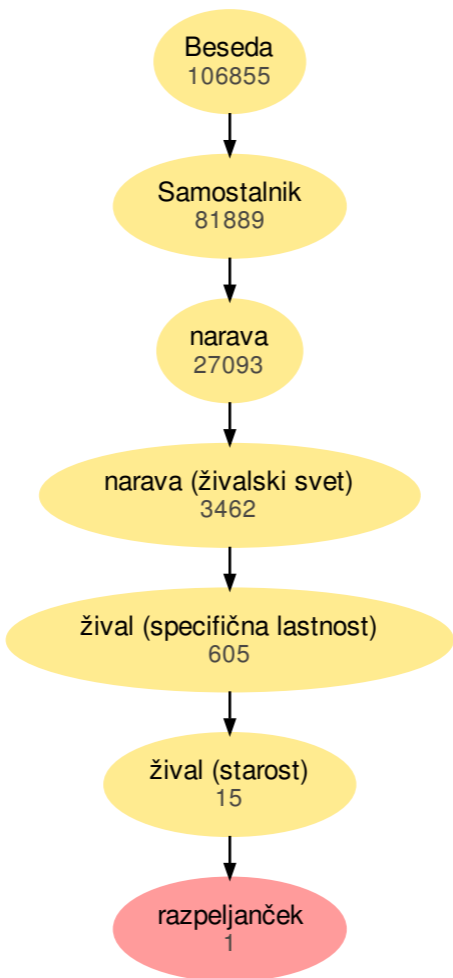 Beseda
106855
Samostalnik
81889
narava
27093
narava (živalski svet)
3462
žival (specifična lastnost)
605
žival (starost)
15
razpeljanček
1